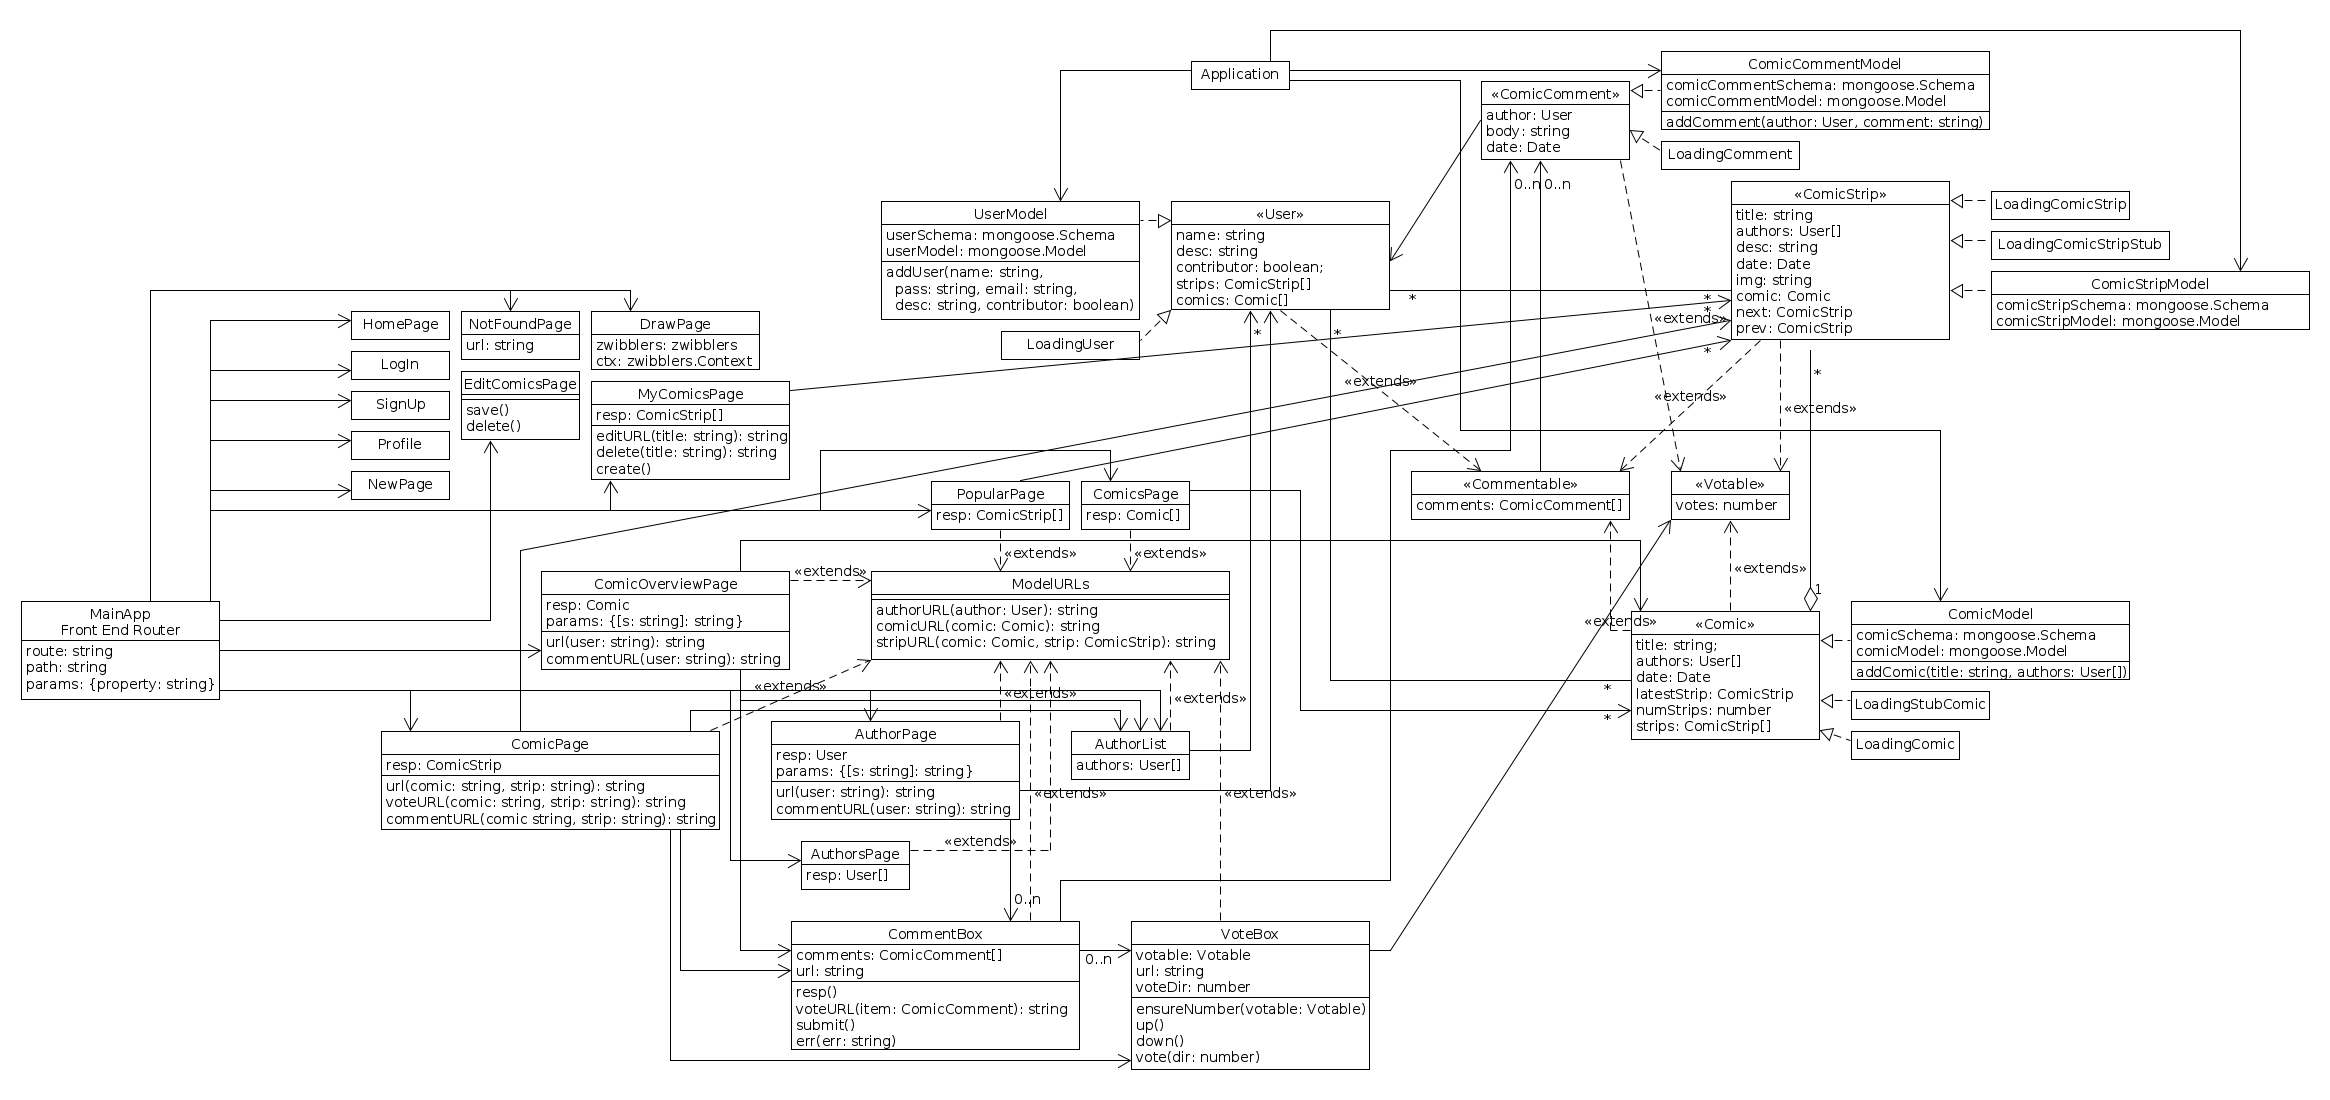 Application
ComicCommentModel
comicCommentSchema: mongoose.Schema
comicCommentModel: mongoose.Model
addComment(author: User, comment: string)
«ComicComment»
author: User
body: string
date: Date
LoadingComment
0..n
0..n
UserModel
userSchema: mongoose.Schema
userModel: mongoose.Model
addUser(name: string,
pass: string, email: string,
desc: string, contributor: boolean)
«User»
name: string
desc: string
contributor: boolean;
strips: ComicStrip[]
comics: Comic[]
LoadingUser
«ComicStrip»
title: string
authors: User[]
desc: string
date: Date
img: string
comic: Comic
next: ComicStrip
prev: ComicStrip
LoadingComicStrip
LoadingComicStripStub
ComicStripModel
comicStripSchema: mongoose.Schema
comicStripModel: mongoose.Model
*
*
*
*
*
*
*
«extends»
«extends»
«extends»
«extends»
HomePage
LogIn
SignUp
Profile
NewPage
NotFoundPage
url: string
EditComicsPage
save()
delete()
DrawPage
zwibblers: zwibblers
ctx: zwibblers.Context
MyComicsPage
resp: ComicStrip[]
editURL(title: string): string
delete(title: string): string
create()
PopularPage
resp: ComicStrip[]
ComicsPage
resp: Comic[]
«Commentable»
comments: ComicComment[]
«Votable»
votes: number
«extends»
«extends»
«extends»
«extends»
«extends»
1
MainApp
Front End Router
route: string
path: string
params: {property: string}
ComicOverviewPage
resp: Comic
params: {[s: string]: string}
url(user: string): string
commentURL(user: string): string
ModelURLs
authorURL(author: User): string
comicURL(comic: Comic): string
stripURL(comic: Comic, strip: ComicStrip): string
«Comic»
title: string;
authors: User[]
date: Date
latestStrip: ComicStrip
numStrips: number
strips: ComicStrip[]
*
*
ComicModel
comicSchema: mongoose.Schema
comicModel: mongoose.Model
addComic(title: string, authors: User[])
LoadingStubComic
LoadingComic
«extends»
«extends»
«extends»
ComicPage
resp: ComicStrip
url(comic: string, strip: string): string
voteURL(comic: string, strip: string): string
commentURL(comic string, strip: string): string
AuthorPage
resp: User
params: {[s: string]: string}
url(user: string): string
commentURL(user: string): string
AuthorList
authors: User[]
«extends»
«extends»
«extends»
AuthorsPage
resp: User[]
0..n
CommentBox
comments: ComicComment[]
url: string
resp()
voteURL(item: ComicComment): string
submit()
err(err: string)
0..n
VoteBox
votable: Votable
url: string
voteDir: number
ensureNumber(votable: Votable)
up()
down()
vote(dir: number)